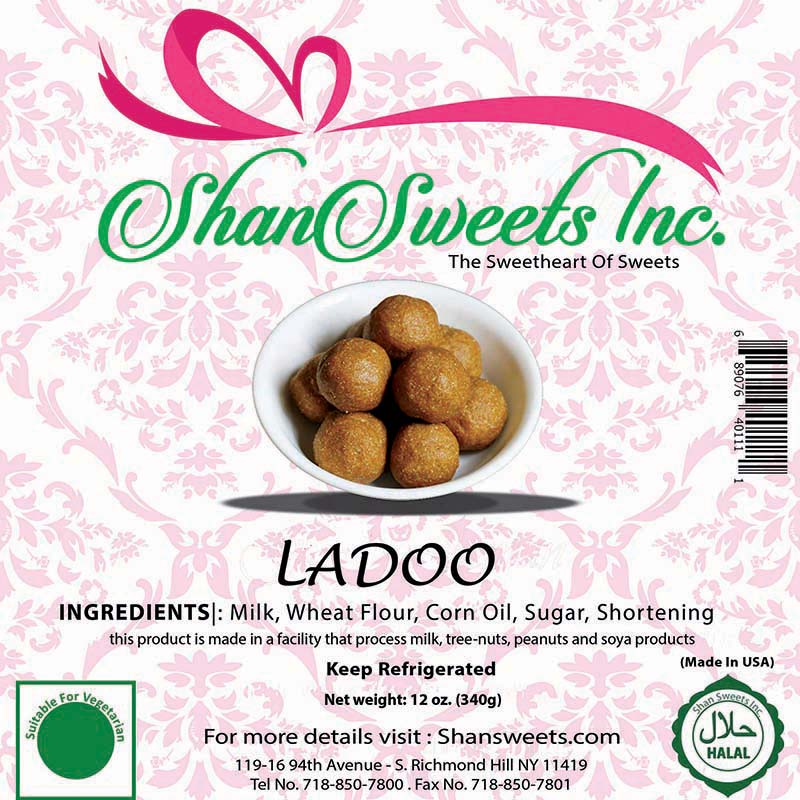 ShanSweets Inc.
The Sweetheart Of Sweets
6 89076 40111 1
LADOO
INGREDIENTS|: Milk, Wheat Flour, Corn Oil, Sugar, Shortening
this product is made in a facility that process milk, tree-nuts, peanuts and soya products
Keep Refrigerated
(Made In USA)
Net weight: 12 oz. (340g)
Suitable For Vegetarian
Shan Sweets Inc.
حلال
HALAL
For more details visit : Shansweets.com
119-16 94th Avenue - S. Richmond Hill NY 11419
Tel No. 718-850-7800 . Fax No. 718-850-7801